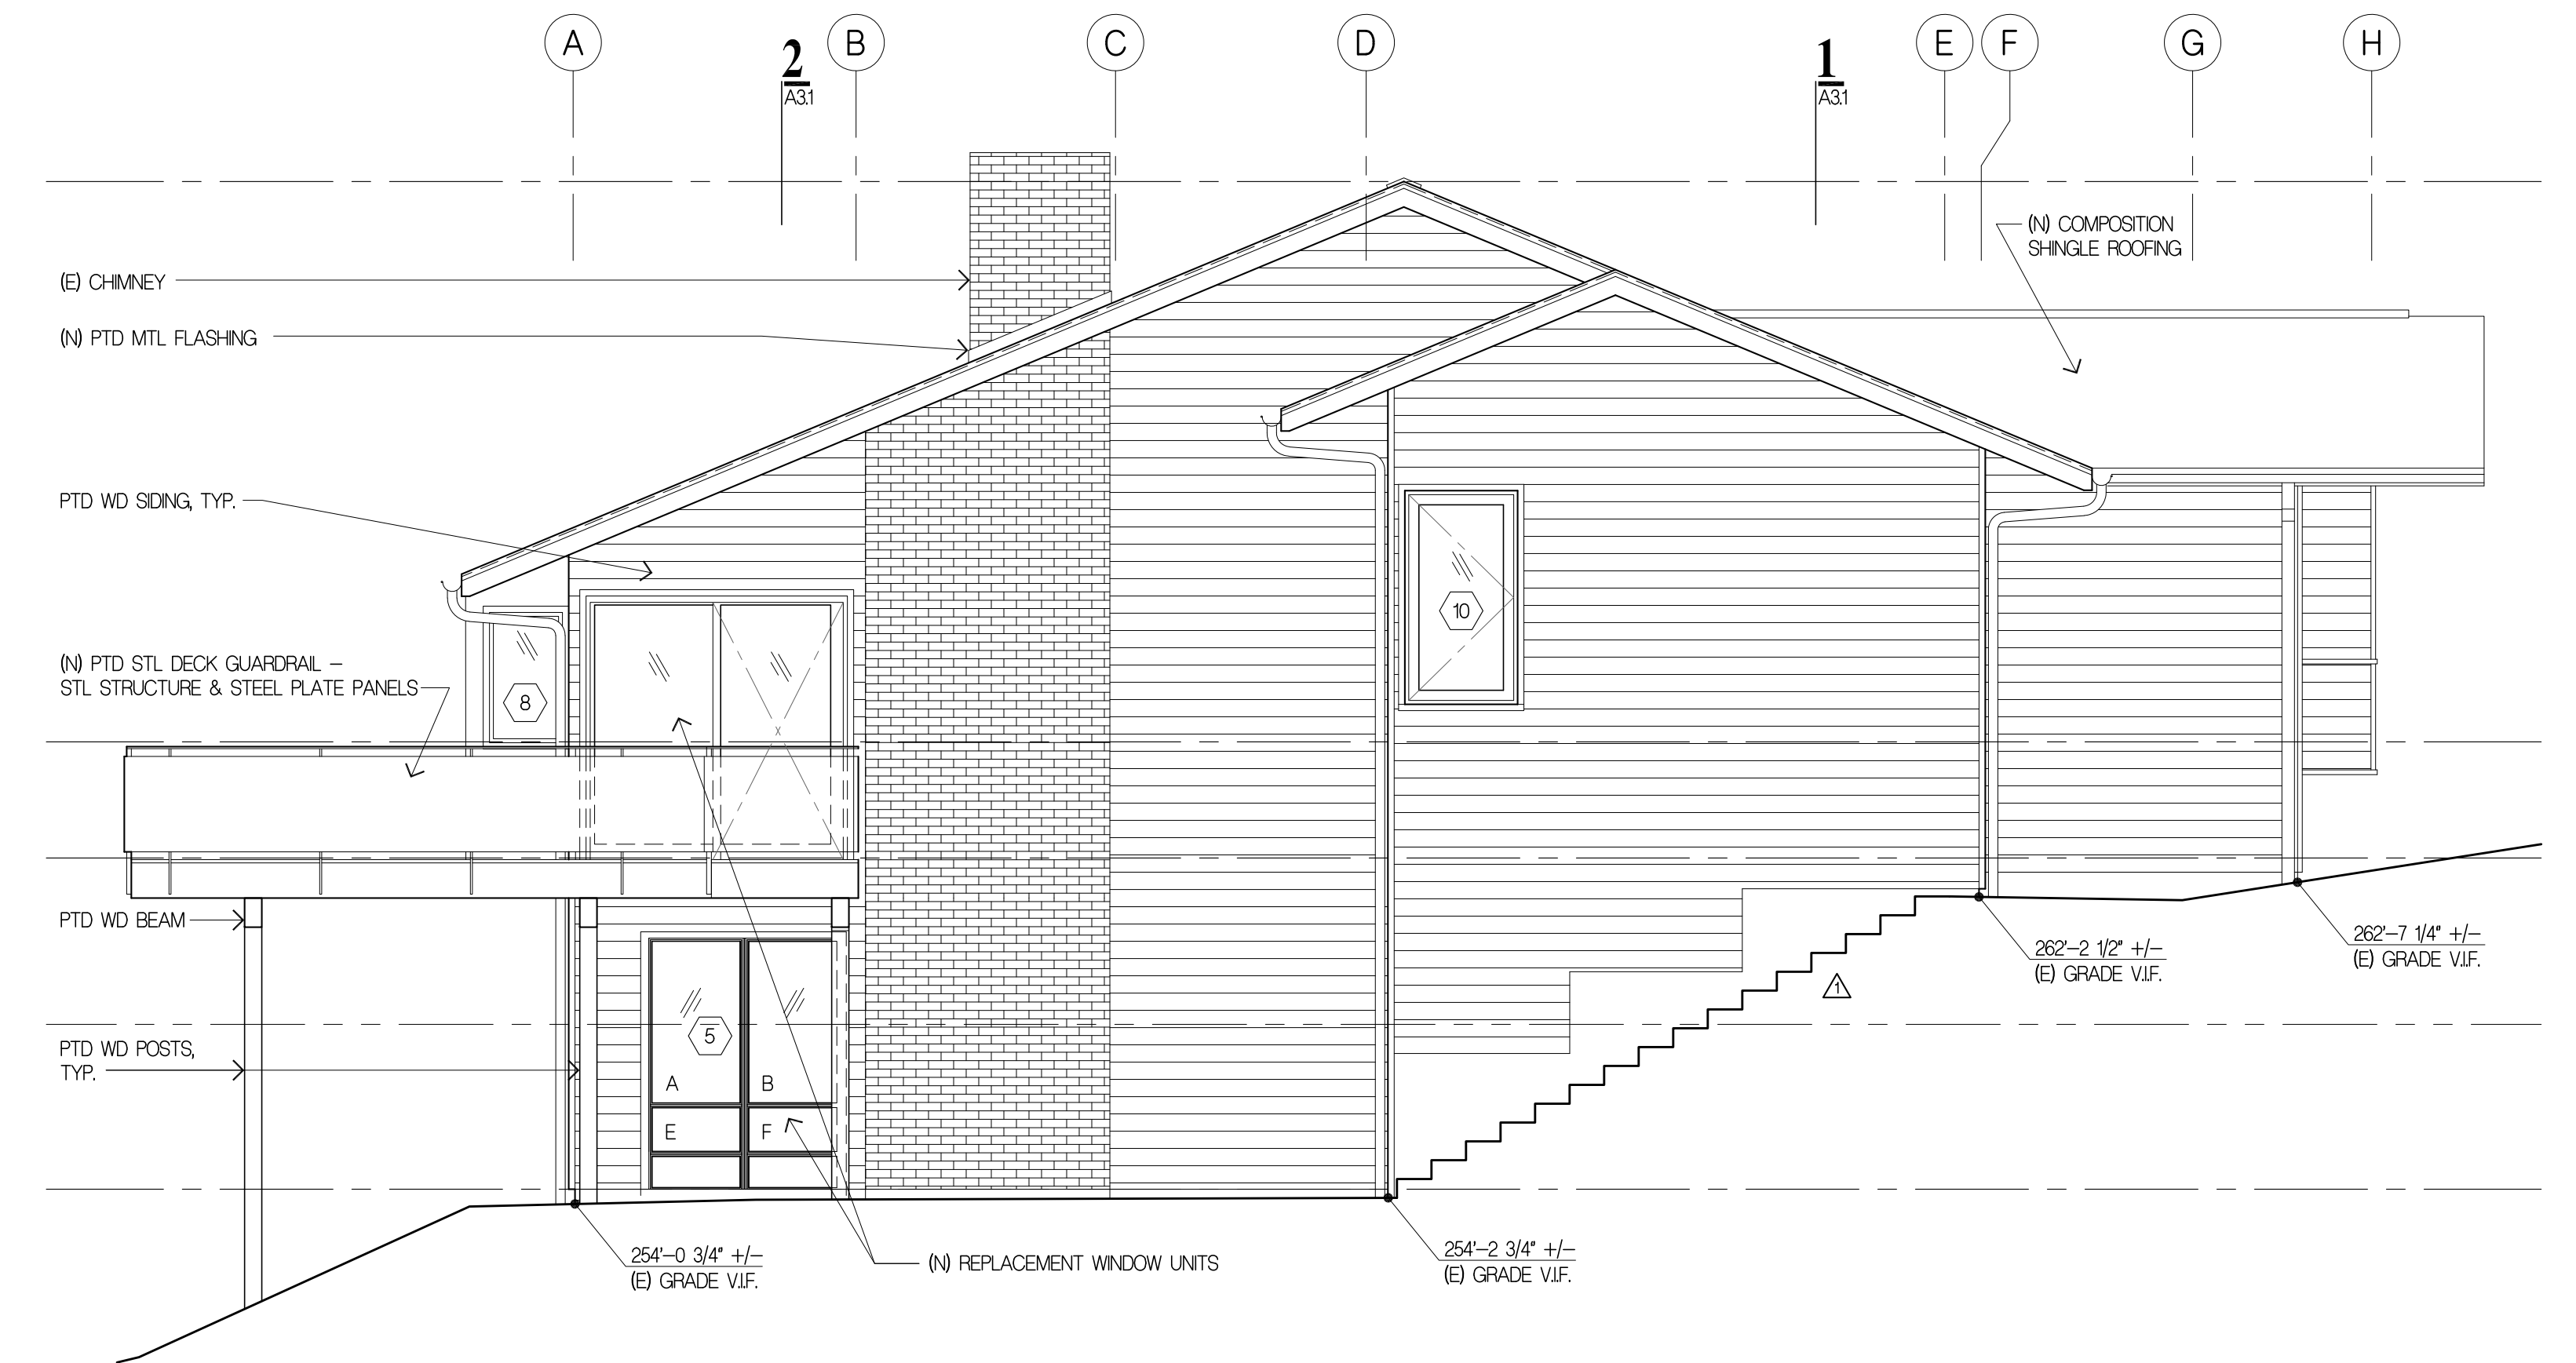 A
B
C
D
E
F
G
H
2
A3.1
1
A3.1
(N) COMPOSITION
SHINGLE ROOFING
(E) CHIMNEY
(N) PTD MTL FLASHING
PTD WD SIDING, TYP.
(N) PTD STL DECK GUARDRAIL –
STL STRUCTURE & STEEL PLATE PANELS
8
10
PTD WD BEAM
262'–7 1/4" +/–
(E) GRADE V.I.F.
262'–2 1/2" +/–
(E) GRADE V.I.F.
1
5
PTD WD POSTS,
TYP.
A
B
E
F
254'–0 3/4" +/–
(E) GRADE V.I.F.
(N) REPLACEMENT WINDOW UNITS
254'–2 3/4" +/–
(E) GRADE V.I.F.